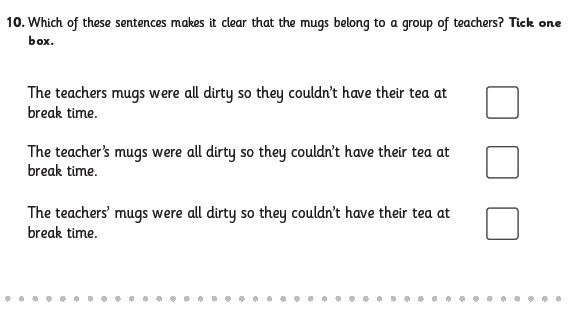 10. Which of these sentences makes it clear that the mugs belong to a group of teachers? Tick one
box.
The teachers mugs were all dirty so they couldn't have their tea at
break time.
The teacher's mugs were all dirty so they couldn't have their tea at
break time.
The teachers' mugs were all dirty so they couldn't have their tea at
break time.